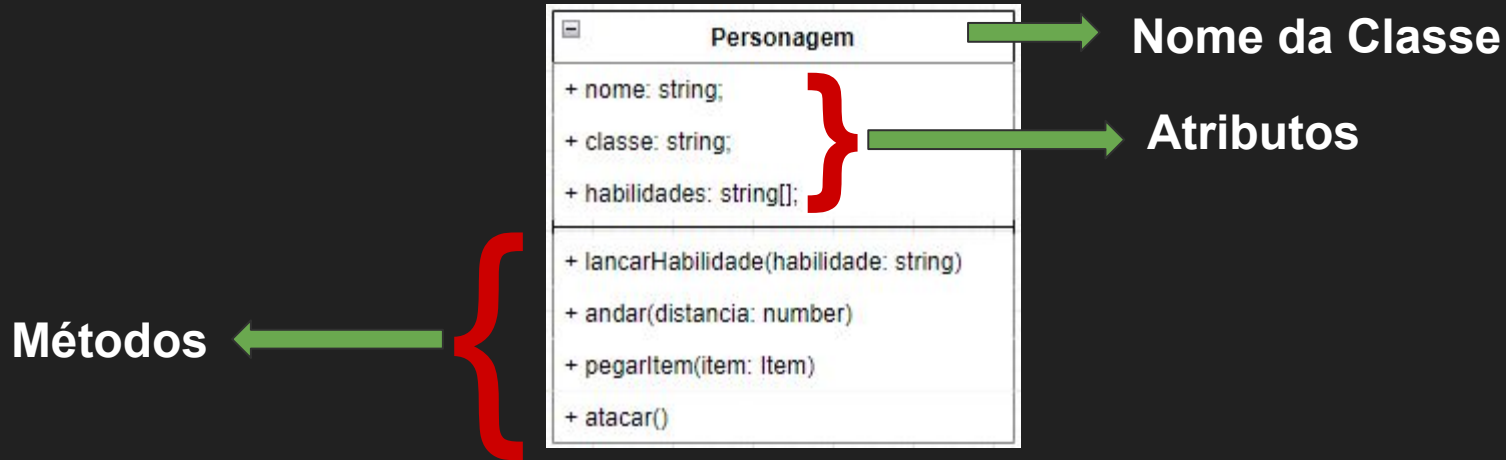 Personagem
Nome da Classe
+ nome: string;
+ classe: string;
+ habilidades: string[];
Atributos
+ lancarHabilidade(habilidade: string)
+ andar(distancia: number)
+ pegarItem(item: Item)
+ atacar()
Métodos